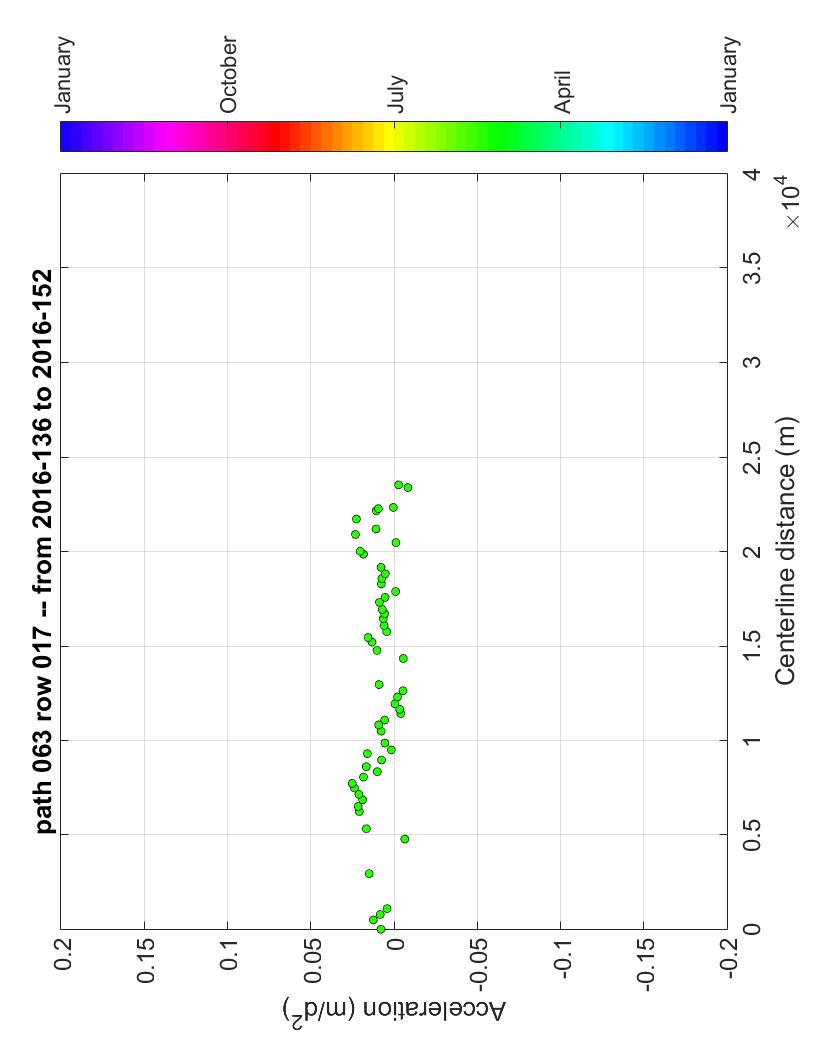 path 063 row 017 -- from 2016-136 to 2016-152
0.2
0.15
0.1
0.05
0
-0.05
-0.1
-0.15
-0.2
Acceleration (m/d²)
0
0.5
1
1.5
2
2.5
3
3.5
4
×10⁴
Centerline distance (m)
January
October
July
April
January